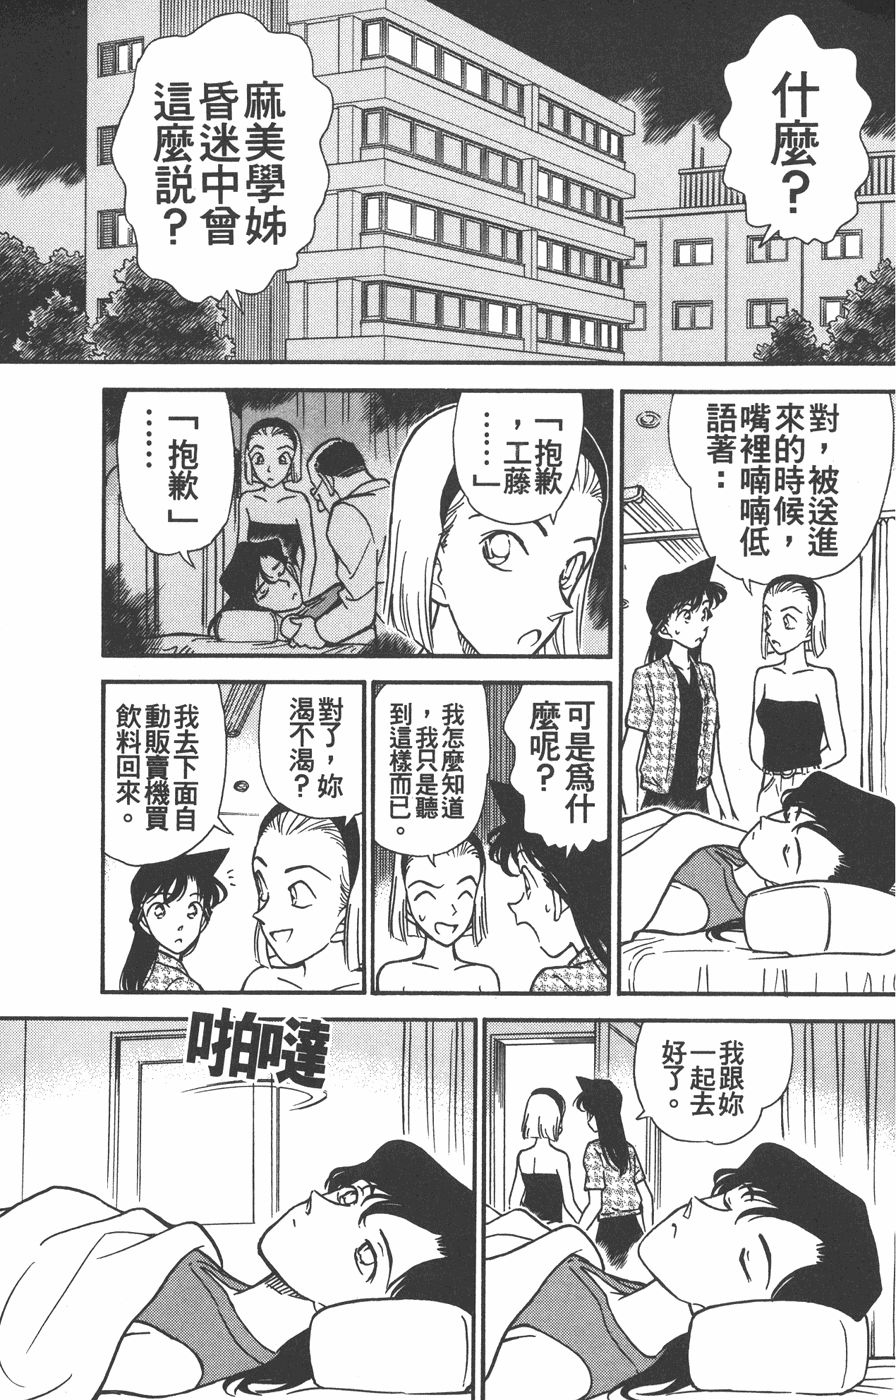 什麼？
麻美學姊
昏迷中曾
這麼説？
對，被送進
來的時候，
嘴裡喃喃低
語著：
「抱歉
，工藤
……」
「抱歉」
……
可是爲什
麼呢？
我怎麼知道
，我只是聽
到這樣而已。
對了，妳
渴不渴？
我去下面自
動販賣機買
飲料回來。
我跟妳
一起去
好了。
啪噠